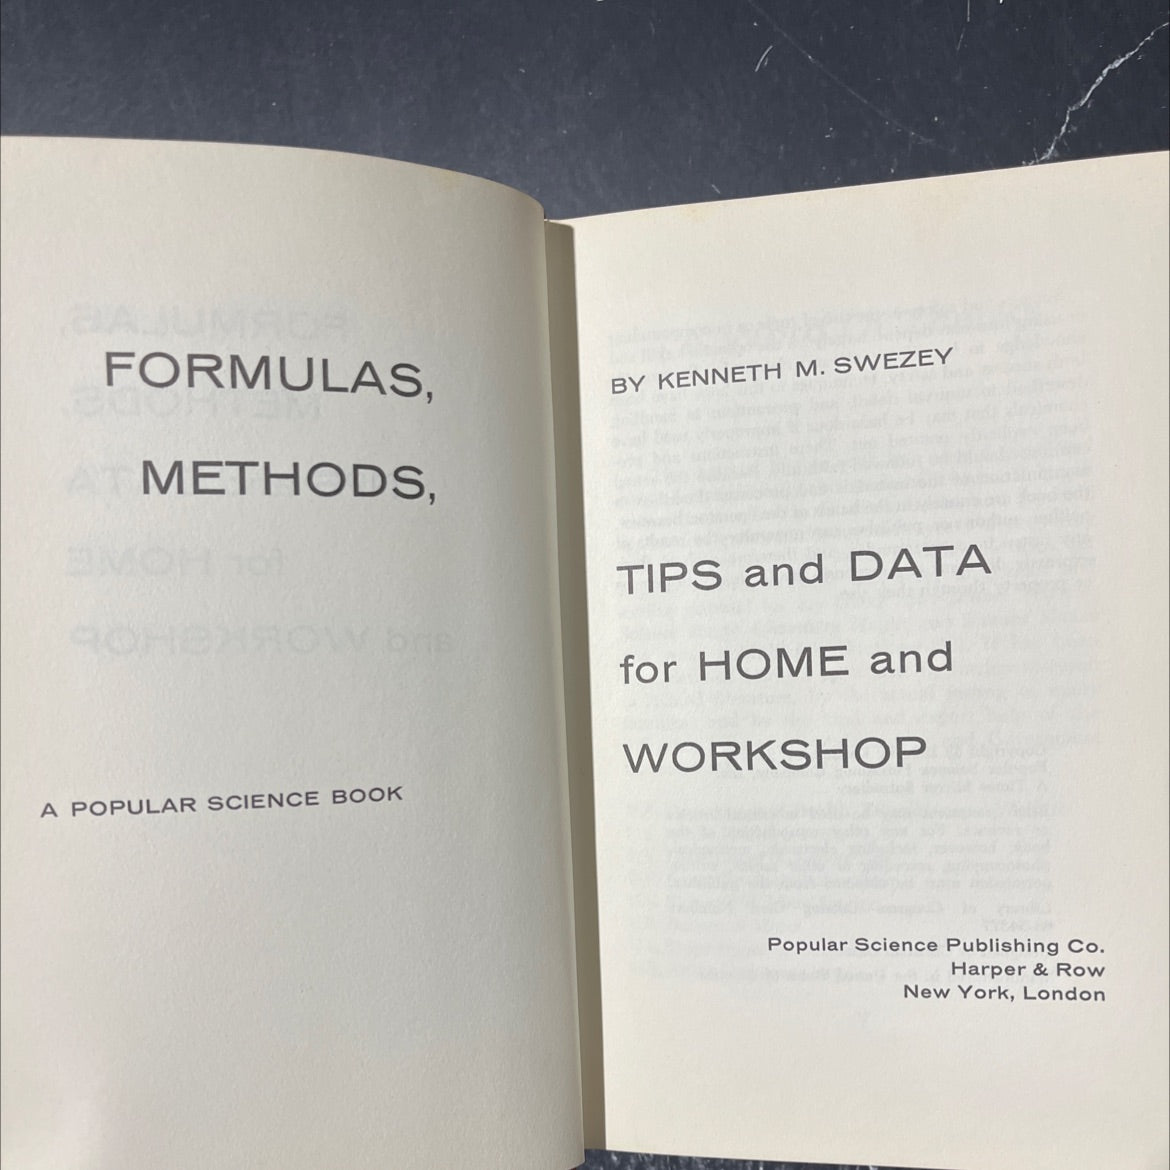 FORMULAS,
METHODS,
A POPULAR SCIENCE BOOK
BY KENNETH M. SWEZEY
TIPS and DATA
for HOME and
WORKSHOP
Popular Science Publishing Co.
Harper & Row
New York, London